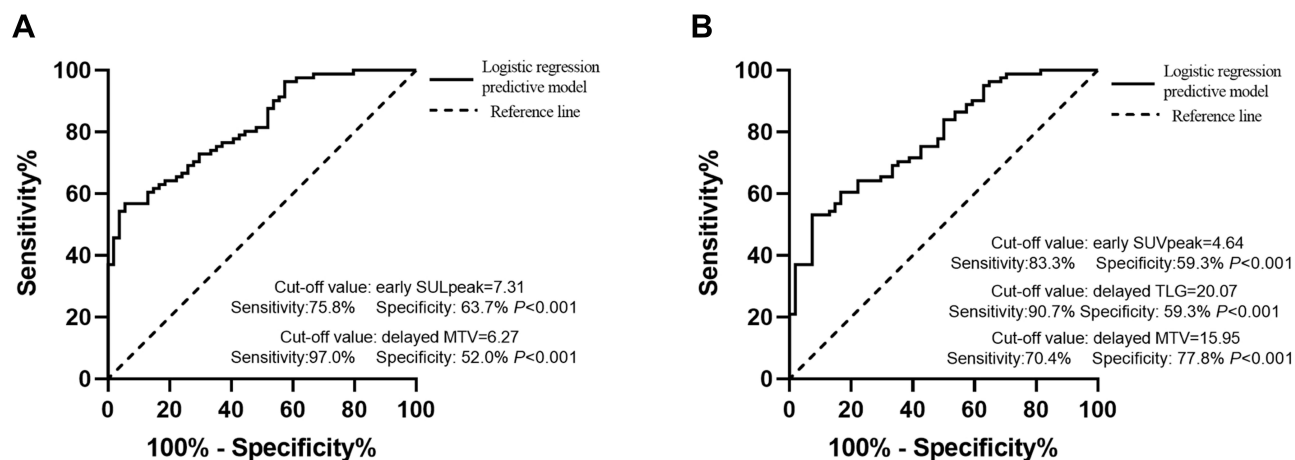 A
100
80
60
40
20
0
Sensitivity%
0 20 40 60 80 100
100% - Specificity%
Logistic regression
predictive model
Reference line
Cut-off value: early SULpeak=7.31
Sensitivity:75.8% Specificity: 63.7% P<0.001
Cut-off value: delayed MTV=6.27
Sensitivity:97.0% Specificity: 52.0% P<0.001
B
100
80
60
40
20
0
Sensitivity%
0 20 40 60 80 100
100% - Specificity%
Logistic regression
predictive model
Reference line
Cut-off value: early SUVpeak=4.64
Sensitivity:83.3% Specificity:59.3% P<0.001
Cut-off value: delayed TLG=20.07
Sensitivity:90.7% Specificity: 59.3% P<0.001
Cut-off value: delayed MTV=15.95
Sensitivity:70.4% Specificity: 77.8% P<0.001